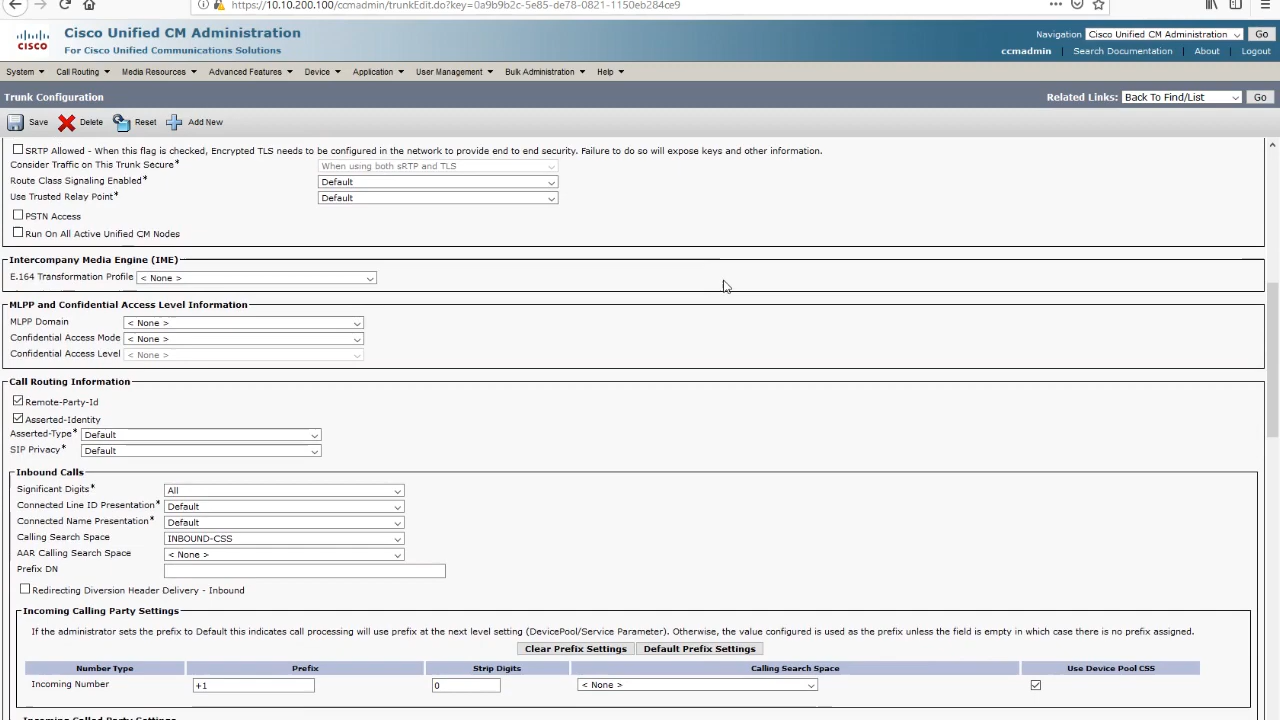 https://10.10.200.100/ccmadmin/trunkEdit.do?key=0a9b9b2c-5e85-de78-0821-1150eb284ce9
CISCO
Cisco Unified CM Administration
For Cisco Unified Communications Solutions
Navigation Cisco Unified CM Administration Go
ccmadmin Search Documentation About Logout
System Call Routing Media Resources Advanced Features Device Application User Management Bulk Administration Help
Trunk Configuration
Related Links: Back To Find/List Go
Save Delete Reset Add New
SRTP Allowed - When this flag is checked, Encrypted TLS needs to be configured in the network to provide end to end security. Failure to do so will expose keys and other information.
Consider Traffic on This Trunk Secure* When using both sRTP and TLS
Route Class Signaling Enabled* Default
Use Trusted Relay Point* Default
PSTN Access
Run On All Active Unified CM Nodes
Intercompany Media Engine (IME)
E.164 Transformation Profile < None >
MLPP and Confidential Access Level Information
MLPP Domain < None >
Confidential Access Mode < None >
Confidential Access Level < None >
Call Routing Information
Remote-Party-Id
Asserted-Identity
Asserted-Type* Default
SIP Privacy* Default
Inbound Calls
Significant Digits* All
Connected Line ID Presentation* Default
Connected Name Presentation* Default
Calling Search Space INBOUND-CSS
AAR Calling Search Space < None >
Prefix DN
Redirecting Diversion Header Delivery - Inbound
Incoming Calling Party Settings
If the administrator sets the prefix to Default this indicates call processing will use prefix at the next level setting (DevicePool/Service Parameter). Otherwise, the value configured is used as the prefix unless the field is empty in which case there is no prefix assigned.
Clear Prefix Settings Default Prefix Settings
Number Type Prefix Strip Digits Calling Search Space Use Device Pool CSS
Incoming Number +1 0 < None >
Incoming Called Party Settings